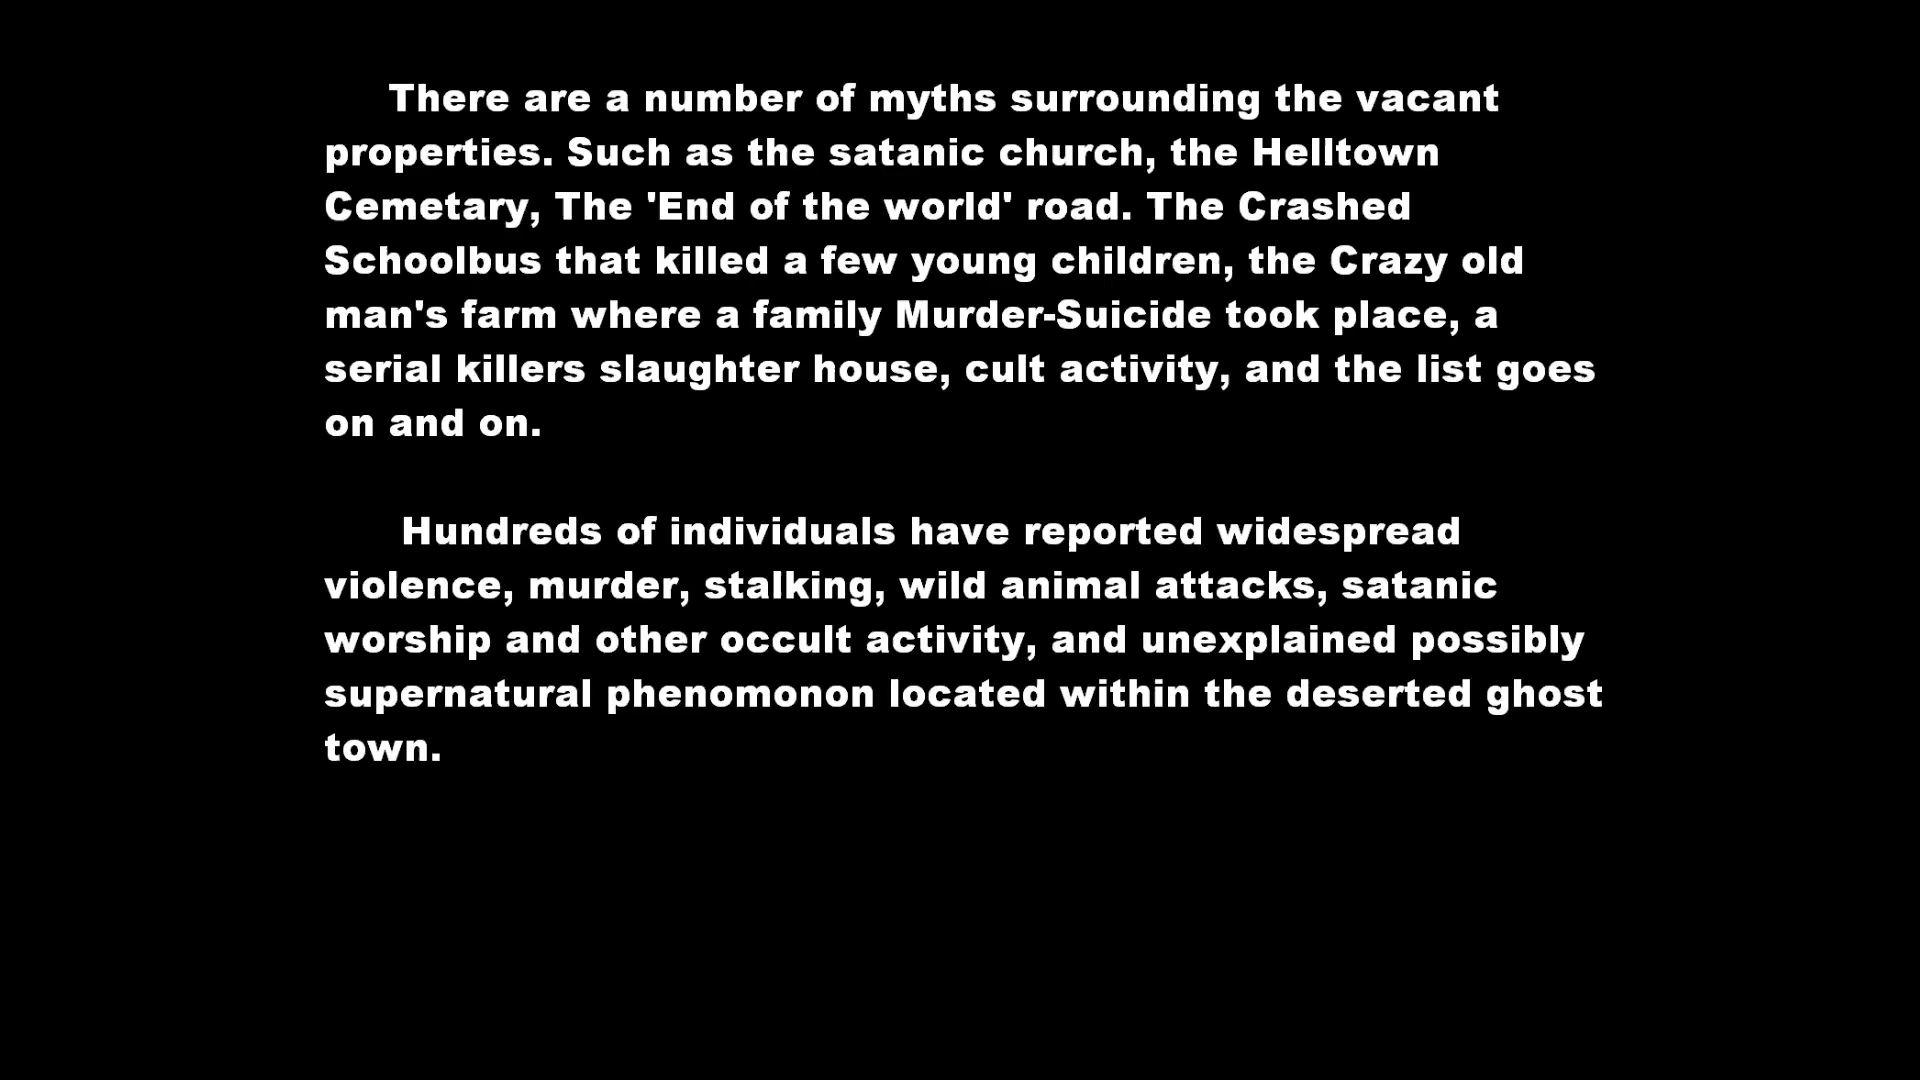 There are a number of myths surrounding the vacant
properties. Such as the satanic church, the Helltown
Cemetary, The 'End of the world' road. The Crashed
Schoolbus that killed a few young children, the Crazy old
man's farm where a family Murder-Suicide took place, a
serial killers slaughter house, cult activity, and the list goes
on and on.
Hundreds of individuals have reported widespread
violence, murder, stalking, wild animal attacks, satanic
worship and other occult activity, and unexplained possibly
supernatural phenomonon located within the deserted ghost
town.